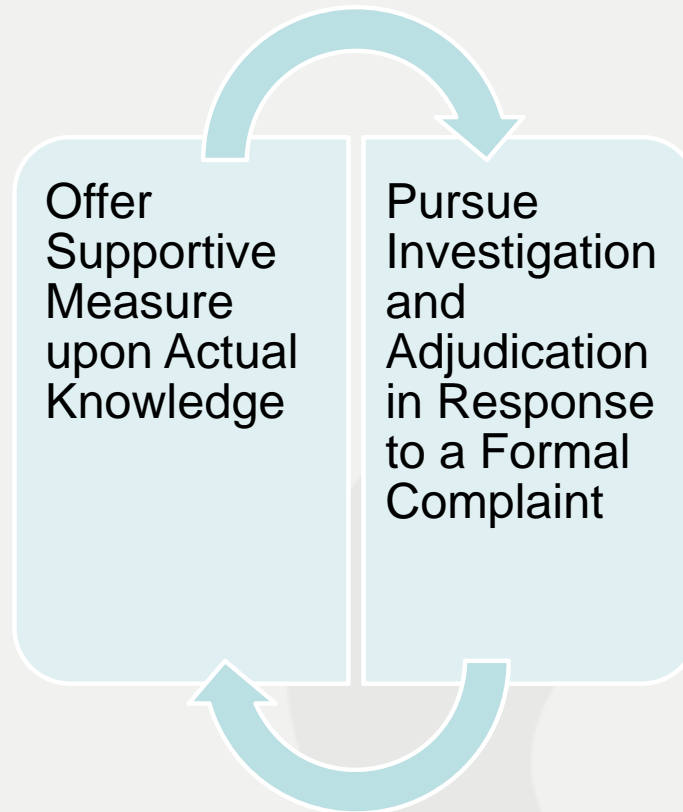 Offer
Supportive
Measure
upon Actual
Knowledge
Pursue
Investigation
and
Adjudication
in Response
to a Formal
Complaint